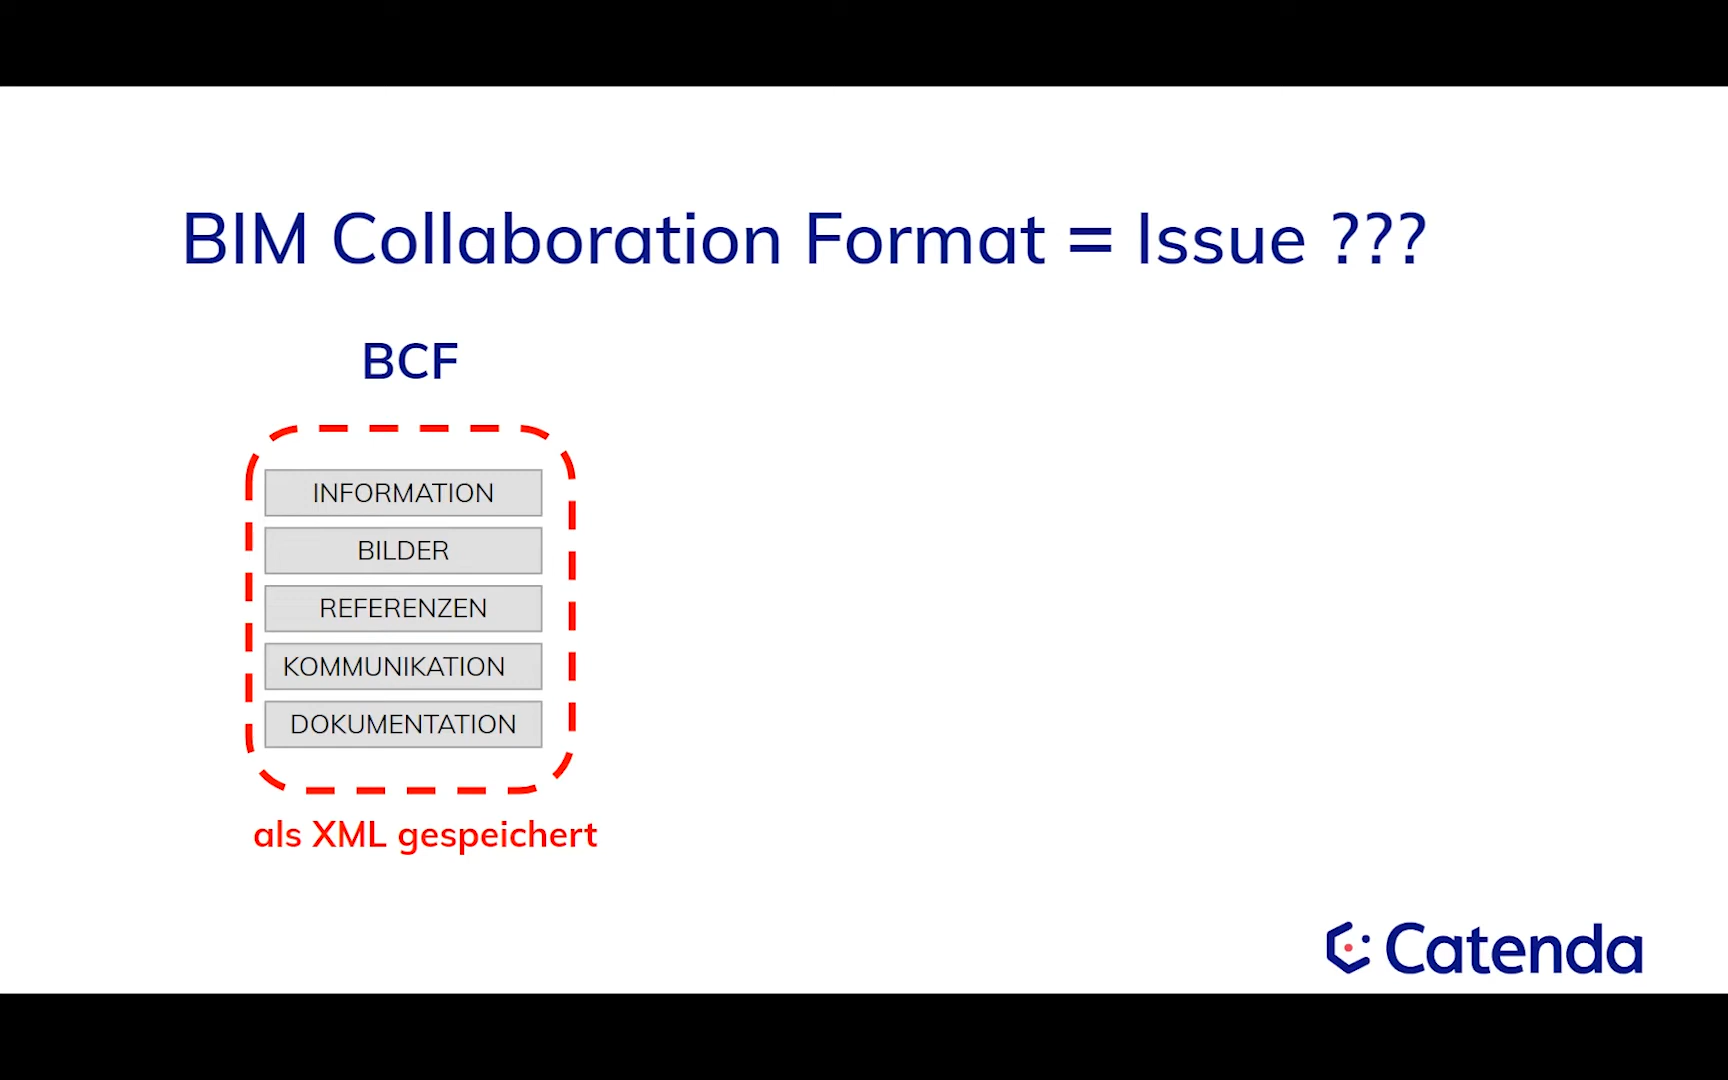 BIM Collaboration Format = Issue ???
BCF
INFORMATION
BILDER
REFERENZEN
KOMMUNIKATION
DOKUMENTATION
als XML gespeichert
Catenda